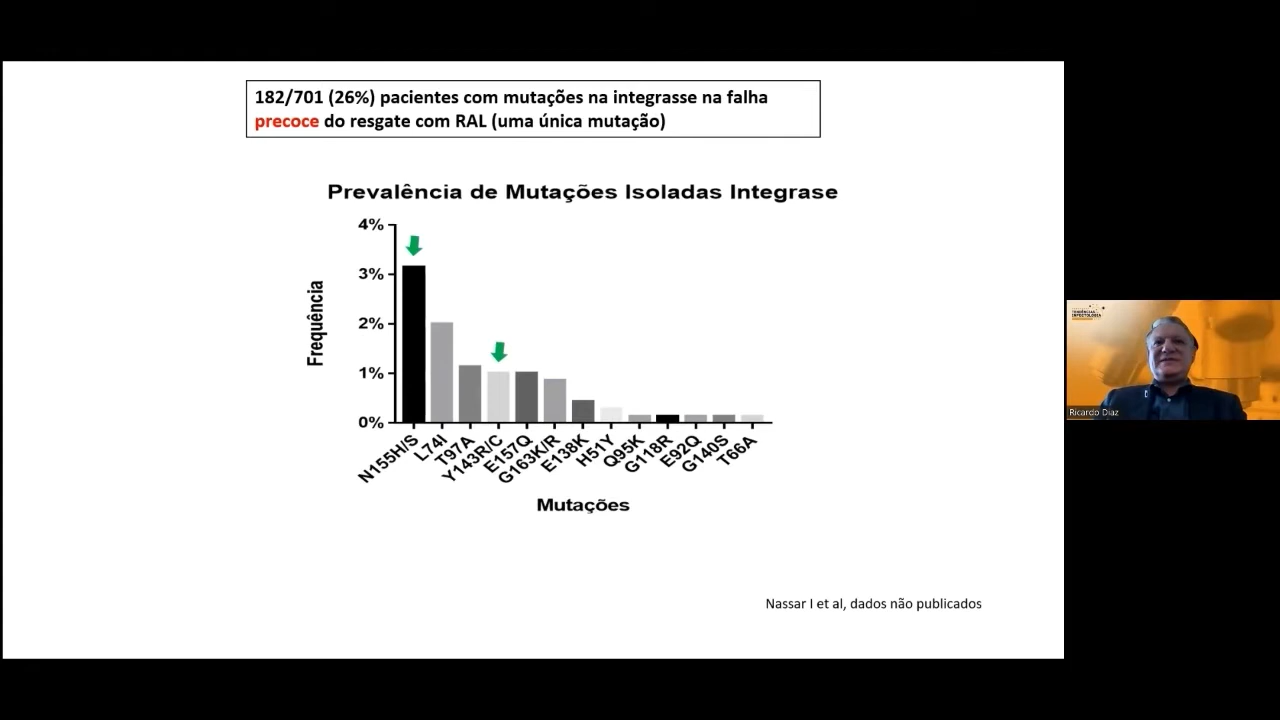 182/701 (26%) pacientes com mutações na integrasse na falha
precoce do resgate com RAL (uma única mutação)
Prevalência de Mutações Isoladas Integrase
Frequência
4%
3%
2%
1%
0%
N155H/S
L74I
T97A
Y143R/C
E157Q
G163K/R
E138K
H51Y
Q95K
G118R
E92Q
G140S
T66A
Mutações
Nassar I et al, dados não publicados
TENDÊNCIAS
INFECTOLOGIA
Ricardo Diaz